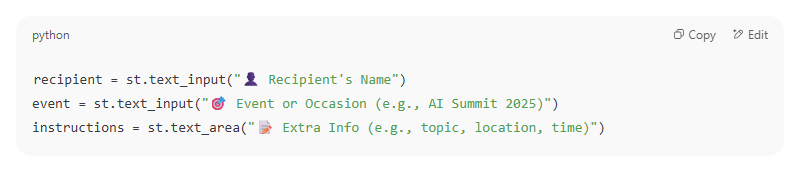 python
Copy Edit
recipient = st.text_input("👤 Recipient's Name")
event = st.text_input("🎯 Event or Occasion (e.g., AI Summit 2025)")
instructions = st.text_area("📝 Extra Info (e.g., topic, location, time)")